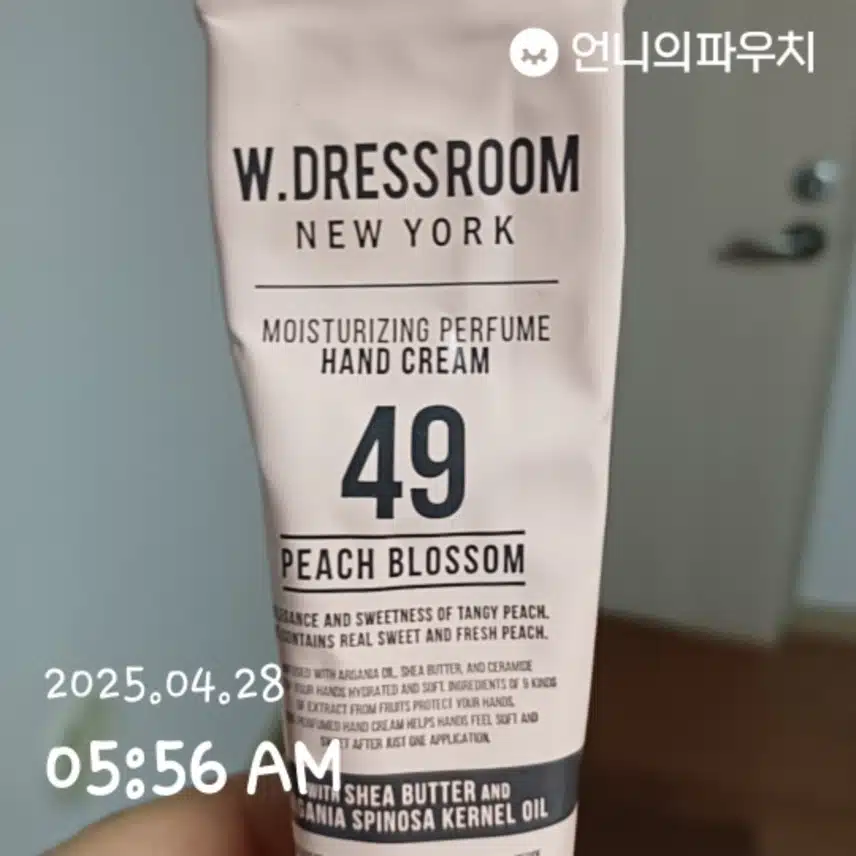 언니의파우치
W.DRESSROOM
NEW YORK
MOISTURIZING PERFUME
HAND CREAM
49
PEACH BLOSSOM
AND SWEETNESS OF TANGY PEACH.
REAL SWEET AND FRESH PEACH.
WITH ARGANIA OIL, SHEA BUTTER, AND CERAMIDE
YOUR HANDS HYDRATED AND SOFT. INGREDIENTS OF 9 KINDS
OF EXTRACT FROM FRUITS PROTECT YOUR HANDS.
PERFUMED HAND CREAM HELPS HANDS FEEL SOFT AND
AFTER JUST ONE APPLICATION.
2025.04.28
05:56 AM
WITH SHEA BUTTER AND
SPINOSA KERNEL OIL